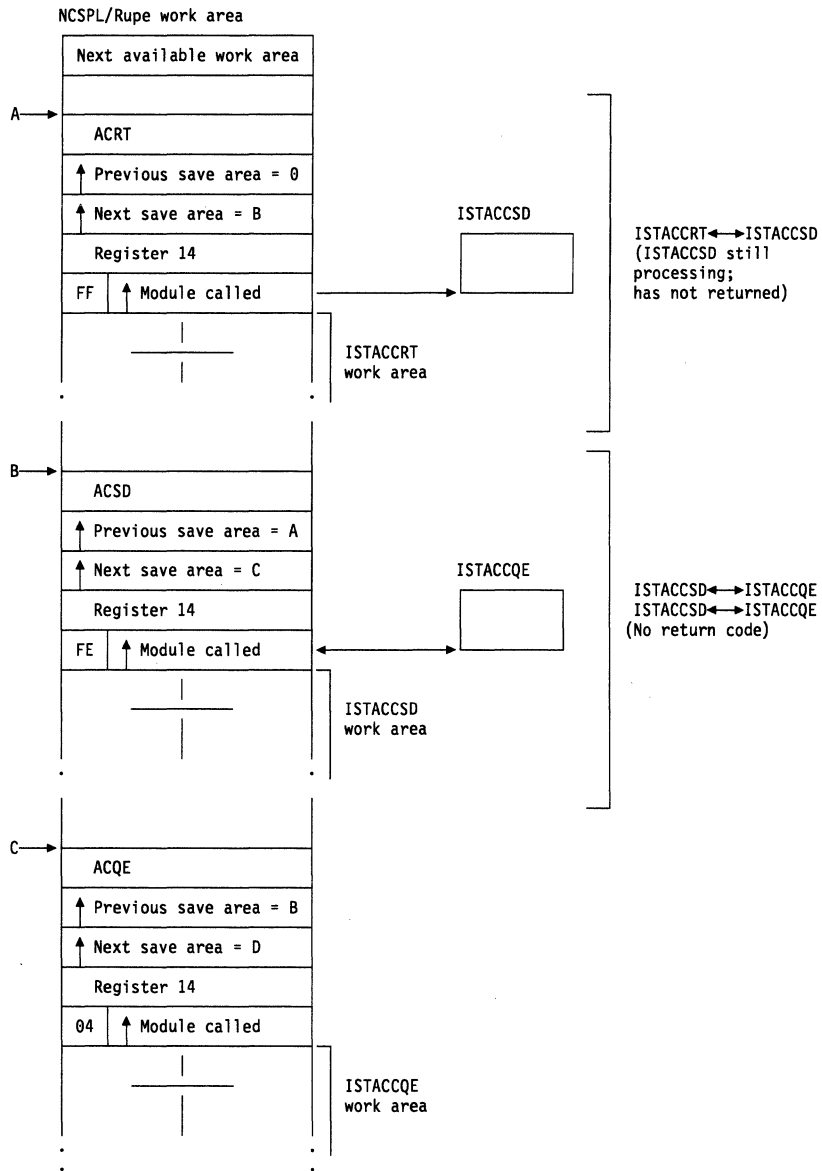 NCSPL/Rupe work area
Next available work area
A
ACRT
Previous save area = 0
Next save area = B
Register 14
FF Module called
ISTACCSD
ISTACCRT
work area
ISTACCRT ISTACCSD
(ISTACCSD still
processing;
has not returned)
B
ACSD
Previous save area = A
Next save area = C
Register 14
FE Module called
ISTACCQE
ISTACCSD
work area
ISTACCSD ISTACCQE
ISTACCSD ISTACCQE
(No return code)
C
ACQE
Previous save area = B
Next save area = D
Register 14
04 Module called
ISTACCQE
work area